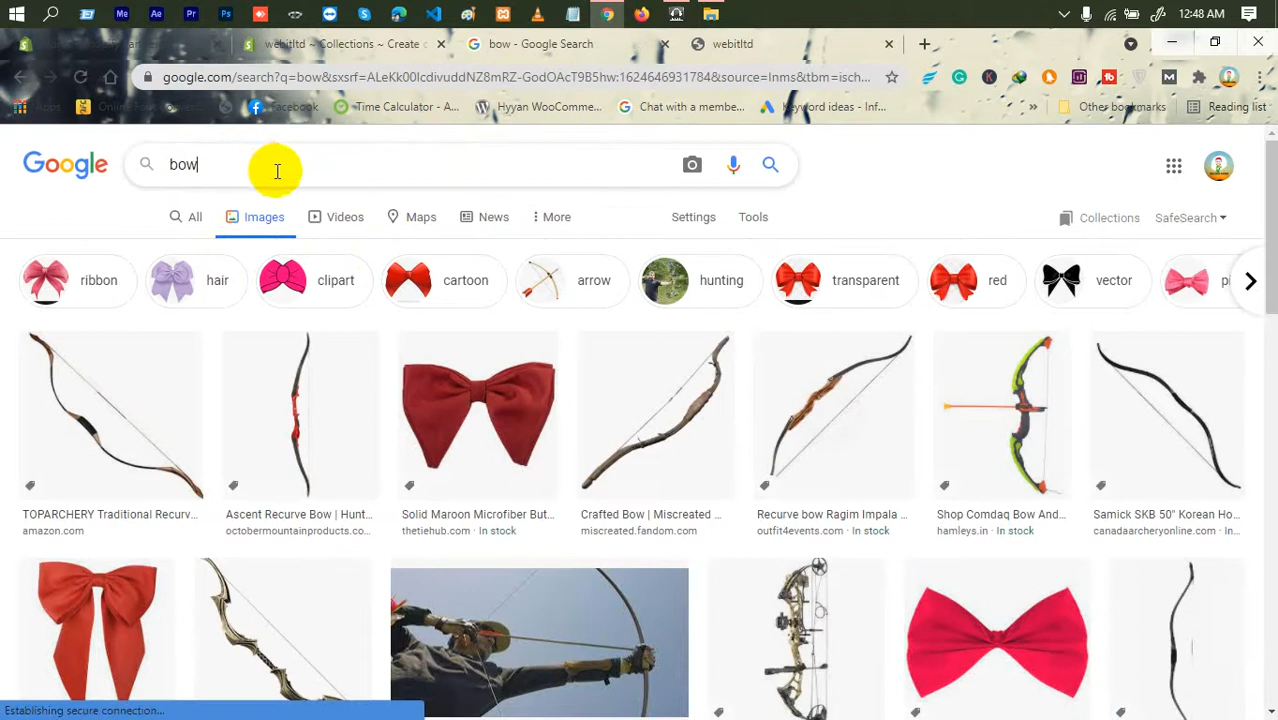 12:48 AM
webitltd ~ Collections ~ Create c
bow - Google Search
webitltd
google.com/search?q=bow&sxsrf=ALeKk00IcdivuddNZ8mRZ-GodOAcT9B5hw:1624646931784&source=lnms&tbm=isch...
Apps
Facebook
Time Calculator - A...
Hyyan WooComme...
Chat with a membe...
Keyword ideas - Inf...
Other bookmarks
Reading list
Google
bow
All
Images
Videos
Maps
News
More
Settings
Tools
Collections
SafeSearch
ribbon
hair
clipart
cartoon
arrow
hunting
transparent
red
vector
TOPARCHERY Traditional Recurv...
amazon.com
Ascent Recurve Bow | Hunt...
octobermountainproducts.co...
Solid Maroon Microfiber But...
thetiehub.com · In stock
Crafted Bow | Miscreated ...
miscreated.fandom.com
Recurve bow Ragim Impala ...
outfit4events.com · In stock
Shop Comdaq Bow And...
hamleys.in · In stock
Samick SKB 50" Korean Ho...
canadaarcheryonline.com · In...
Establishing secure connection...